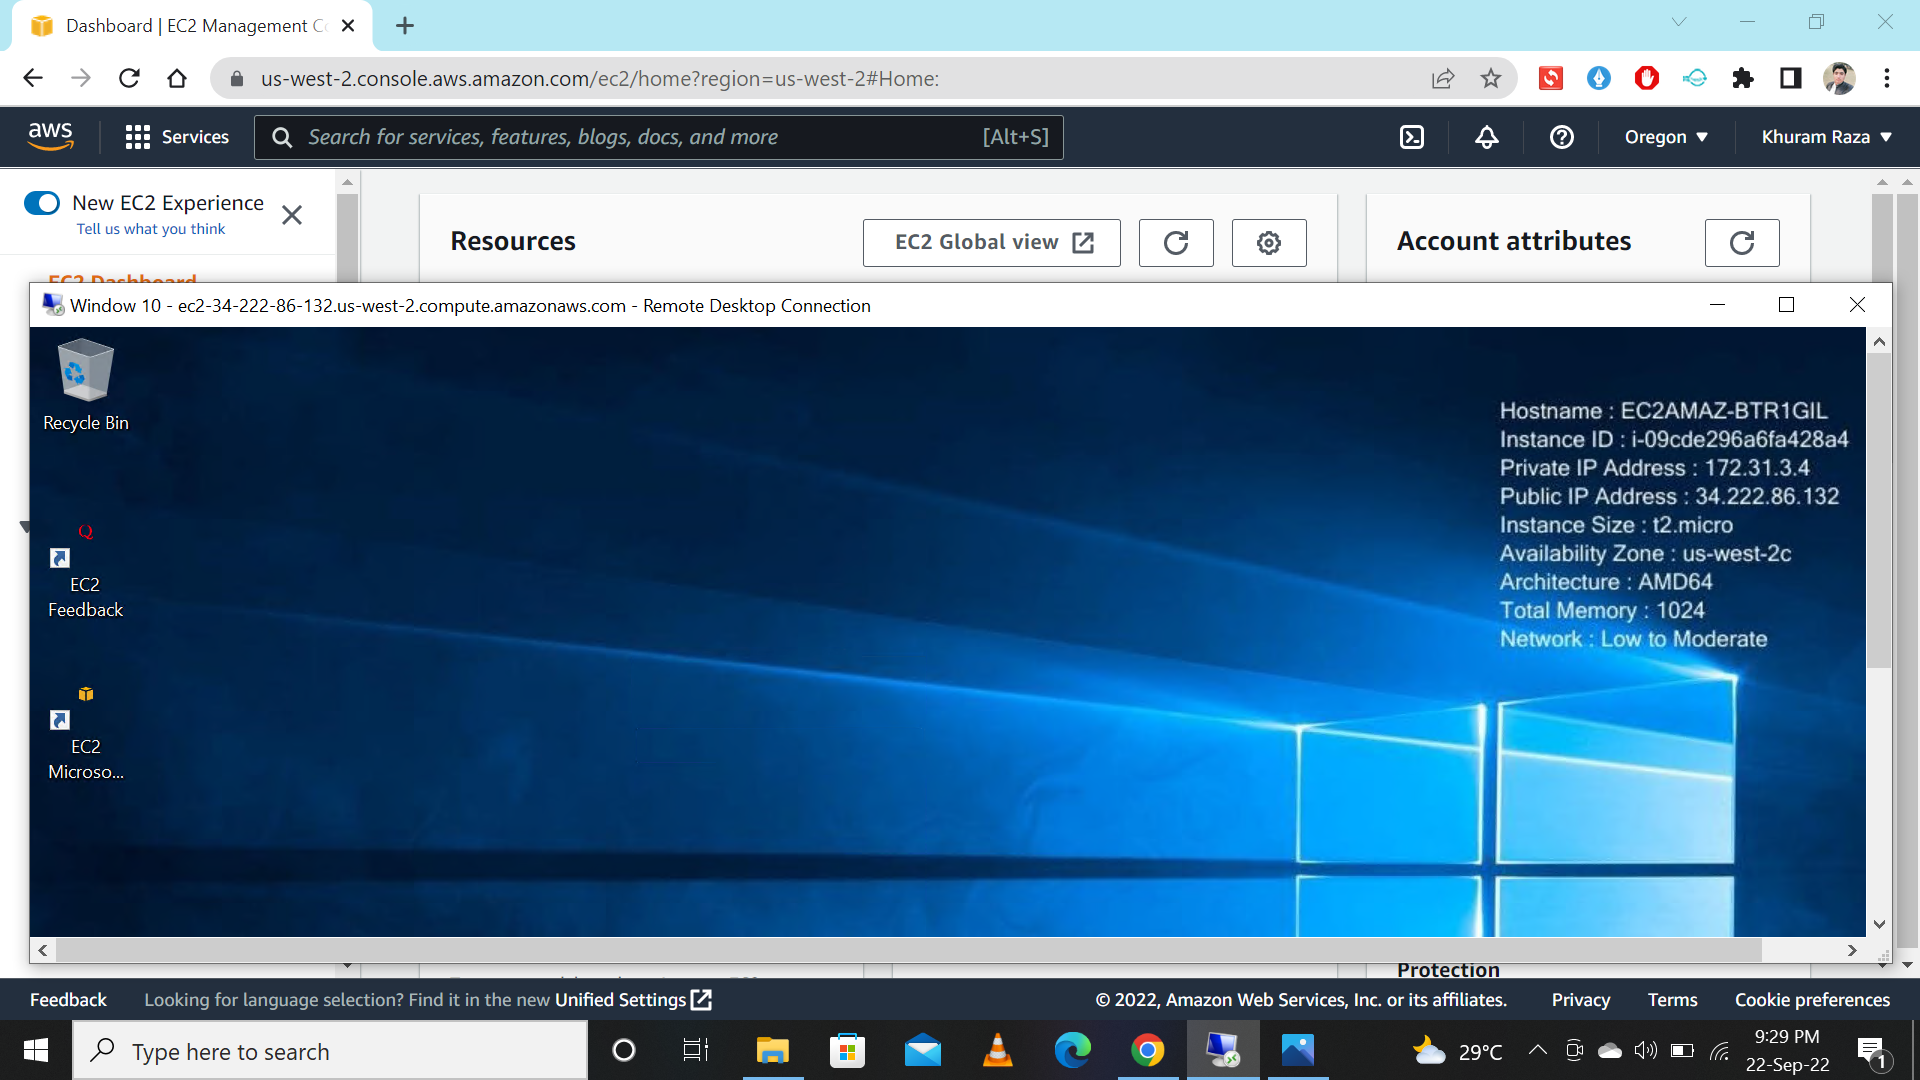 Dashboard | EC2 Management Co
us-west-2.console.aws.amazon.com/ec2/home?region=us-west-2#Home:
aws
Services
Search for services, features, blogs, docs, and more
[Alt+S]
Oregon
Khuram Raza
New EC2 Experience
Tell us what you think
EC2 Dashboard
Resources
EC2 Global view
Account attributes
Window 10 - ec2-34-222-86-132.us-west-2.compute.amazonaws.com - Remote Desktop Connection
Recycle Bin
EC2
Feedback
EC2
Microso...
Hostname : EC2AMAZ-BTR1GIL
Instance ID : i-09cde296a6fa428a4
Private IP Address : 172.31.3.4
Public IP Address : 34.222.86.132
Instance Size : t2.micro
Availability Zone : us-west-2c
Architecture : AMD64
Total Memory : 1024
Network : Low to Moderate
Protection
Feedback
Looking for language selection? Find it in the new Unified Settings
© 2022, Amazon Web Services, Inc. or its affiliates.
Privacy
Terms
Cookie preferences
Type here to search
29°C
9:29 PM
22-Sep-22
1